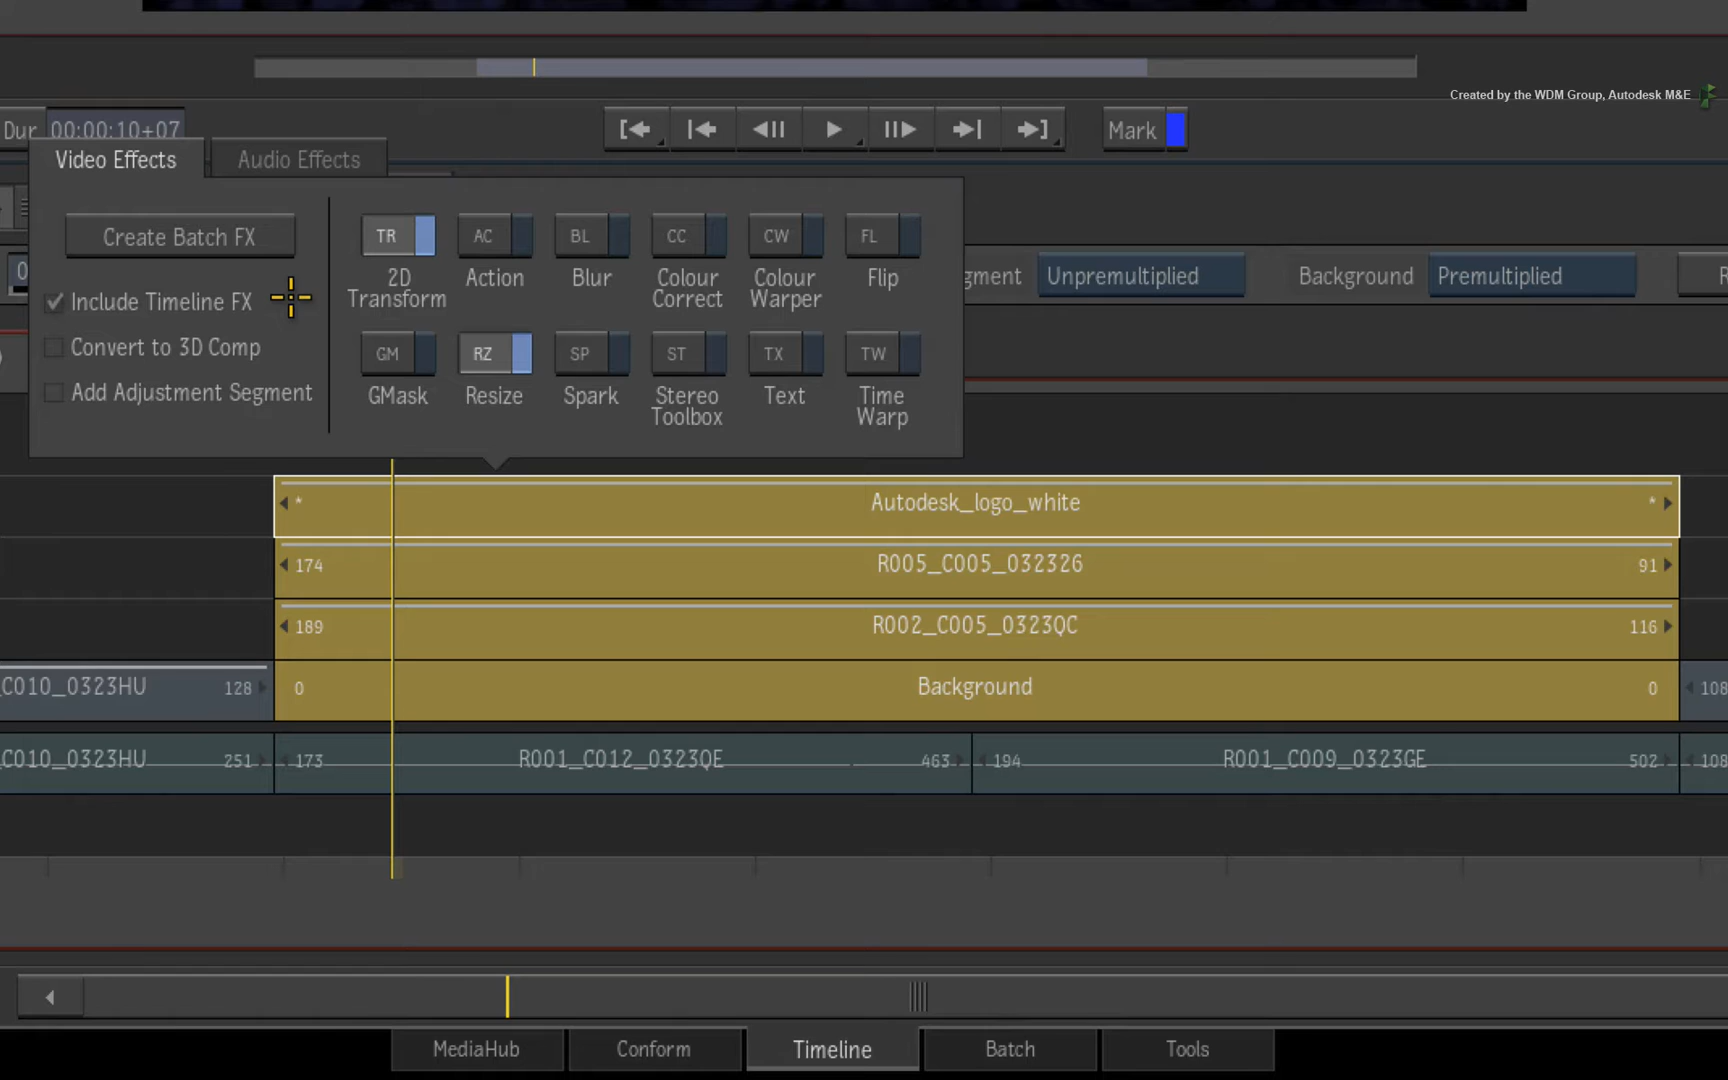 Created by the WDM Group, Autodesk M&E
Dur 00:00:10+07
Mark
Video Effects
Audio Effects
Create Batch FX
Include Timeline FX
Convert to 3D Comp
Add Adjustment Segment
TR
AC
BL
CC
CW
FL
2D Transform
Action
Blur
Colour Correct
Colour Warper
Flip
GM
RZ
SP
ST
TX
TW
GMask
Resize
Spark
Stereo Toolbox
Text
Time Warp
gment
Unpremultiplied
Background
Premultiplied
R
0
* Autodesk_logo_white *
174 R005_C005_032326 91
189 R002_C005_0323QC 116
_C010_0323HU 128
0 Background 0
108
_C010_0323HU 251
173 R001_C012_0323QE 463
194 R001_C009_0323GE 502
108
MediaHub
Conform
Timeline
Batch
Tools